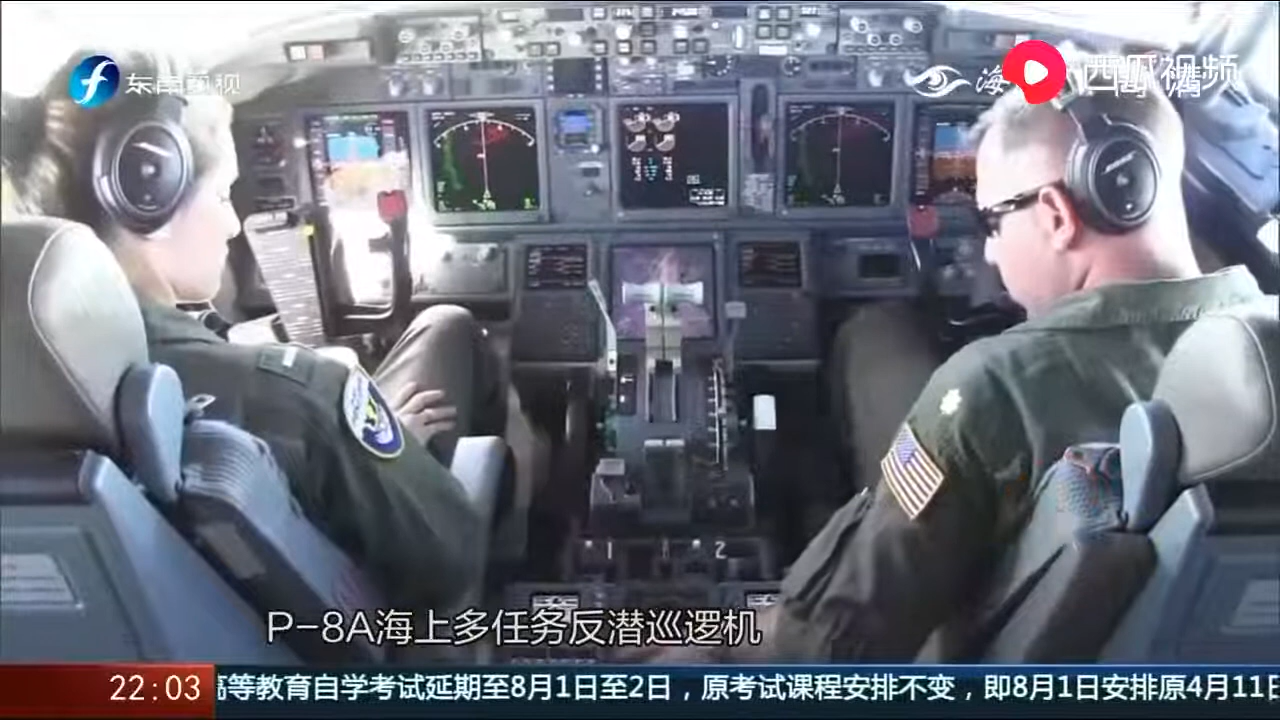 东南卫视
西瓜视频
P-8A海上多任务反潜巡逻机
22:03
高等教育自学考试延期至8月1日至2日，原考试课程安排不变，即8月1日安排原4月11日
1
2